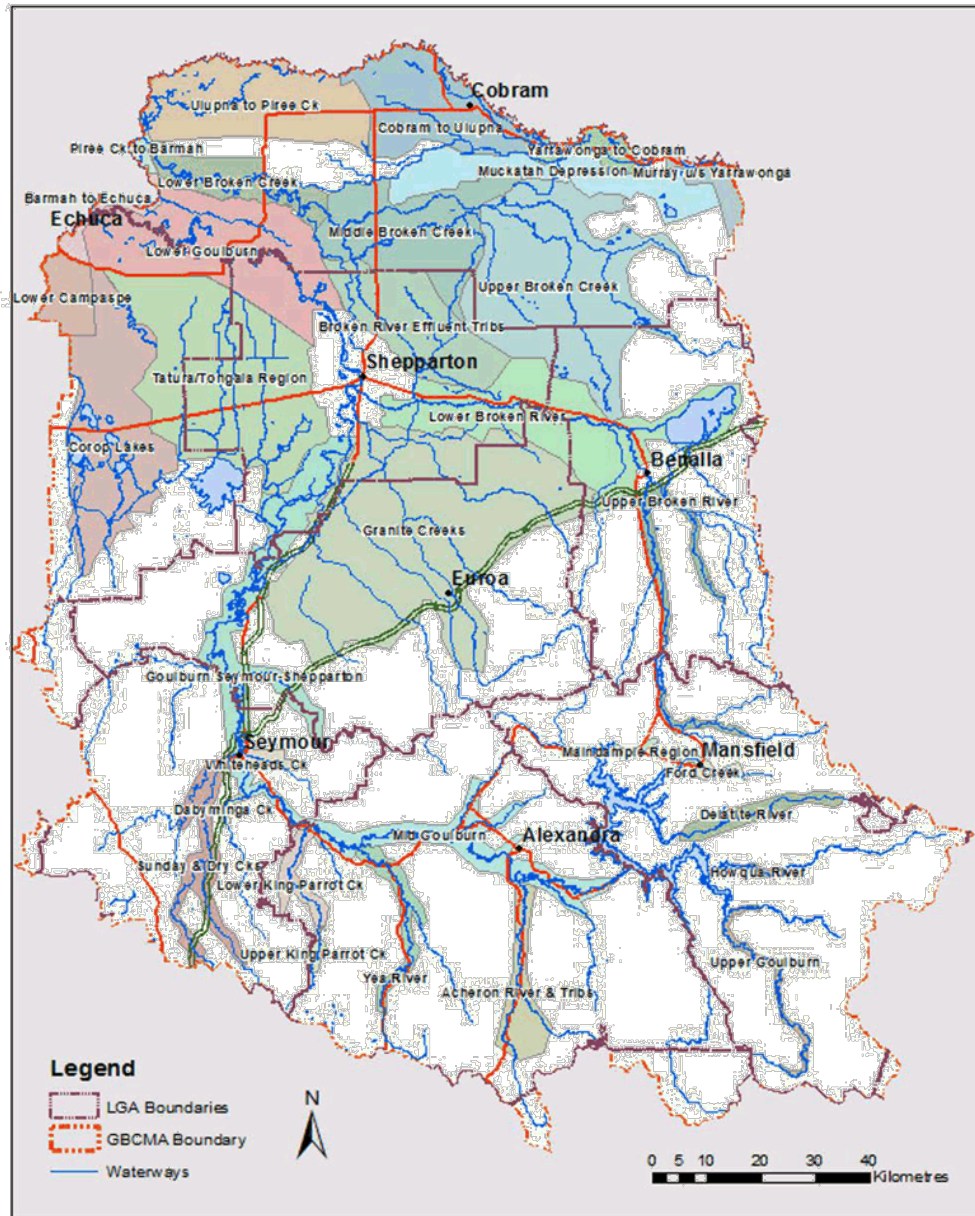 Cobram
Ulupna to Piree Ck
Cobram to Ulupna
Piree Ck to Barmah
Yarrawonga to Cobram
Lower Broken Creek
Muckatah Depression
Murray u/s Yarrawonga
Barmah to Echuca
Echuca
Middle Broken Creek
Lower Goulburn
Upper Broken Creek
Lower Campaspe
Broken River Effluent Tribs
Shepparton
Tatura/Tongala Region
Lower Broken River
Corop Lakes
Benalla
Upper Broken River
Granite Creeks
Euroa
Goulburn Seymour-Shepparton
Seymour
Maindample Region
Mansfield
Whiteheads Ck
Ford Creek
Dabyminga Ck
Delatite River
Mid Goulburn
Alexandra
Sunday & Dry Cks
Howqua River
Lower King Parrot Ck
Upper King Parrot Ck
Upper Goulburn
Yea River
Acheron River & Tribs
Legend
LGA Boundaries
GBCMA Boundary
Waterways
N
0 5 10 20 30 40
Kilometres